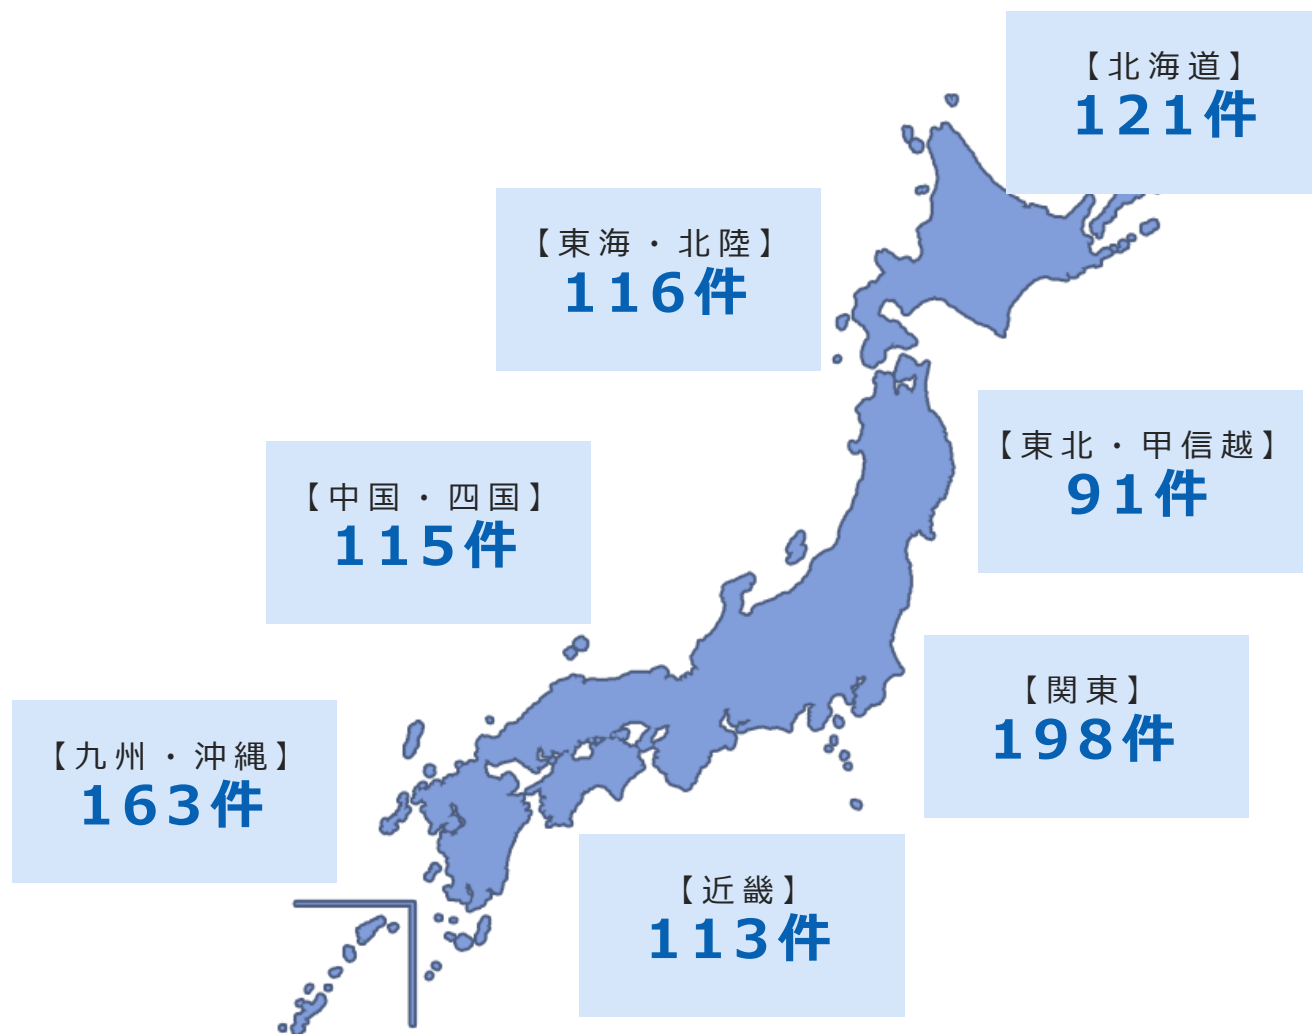 【北海道】
121件
【東海・北陸】
116件
【東北・甲信越】
91件
【中国・四国】
115件
【関東】
198件
【九州・沖縄】
163件
【近畿】
113件